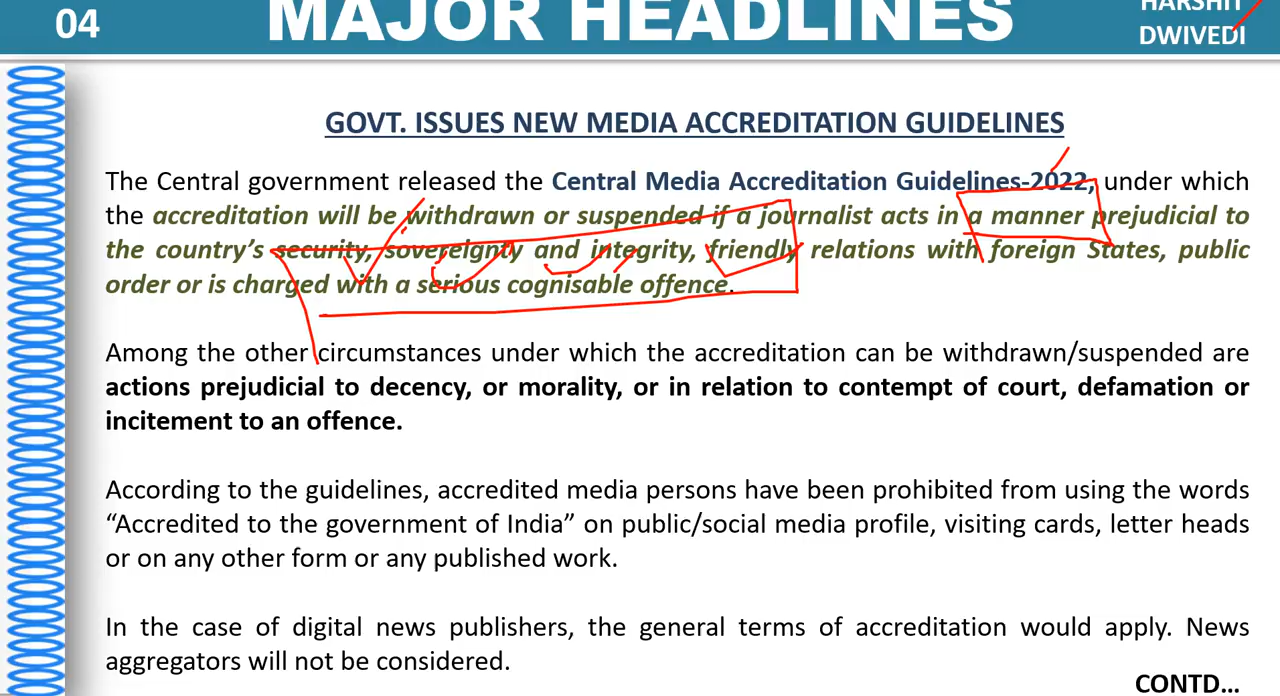 04
MAJOR HEADLINES
HARSHIT
DWIVEDI
GOVT. ISSUES NEW MEDIA ACCREDITATION GUIDELINES
The Central government released the Central Media Accreditation Guidelines-2022, under which
the accreditation will be withdrawn or suspended if a journalist acts in a manner prejudicial to
the country's security, sovereignty and integrity, friendly relations with foreign States, public
order or is charged with a serious cognisable offence.
Among the other circumstances under which the accreditation can be withdrawn/suspended are
actions prejudicial to decency, or morality, or in relation to contempt of court, defamation or
incitement to an offence.
According to the guidelines, accredited media persons have been prohibited from using the words
“Accredited to the government of India” on public/social media profile, visiting cards, letter heads
or on any other form or any published work.
In the case of digital news publishers, the general terms of accreditation would apply. News
aggregators will not be considered.
CONTD...